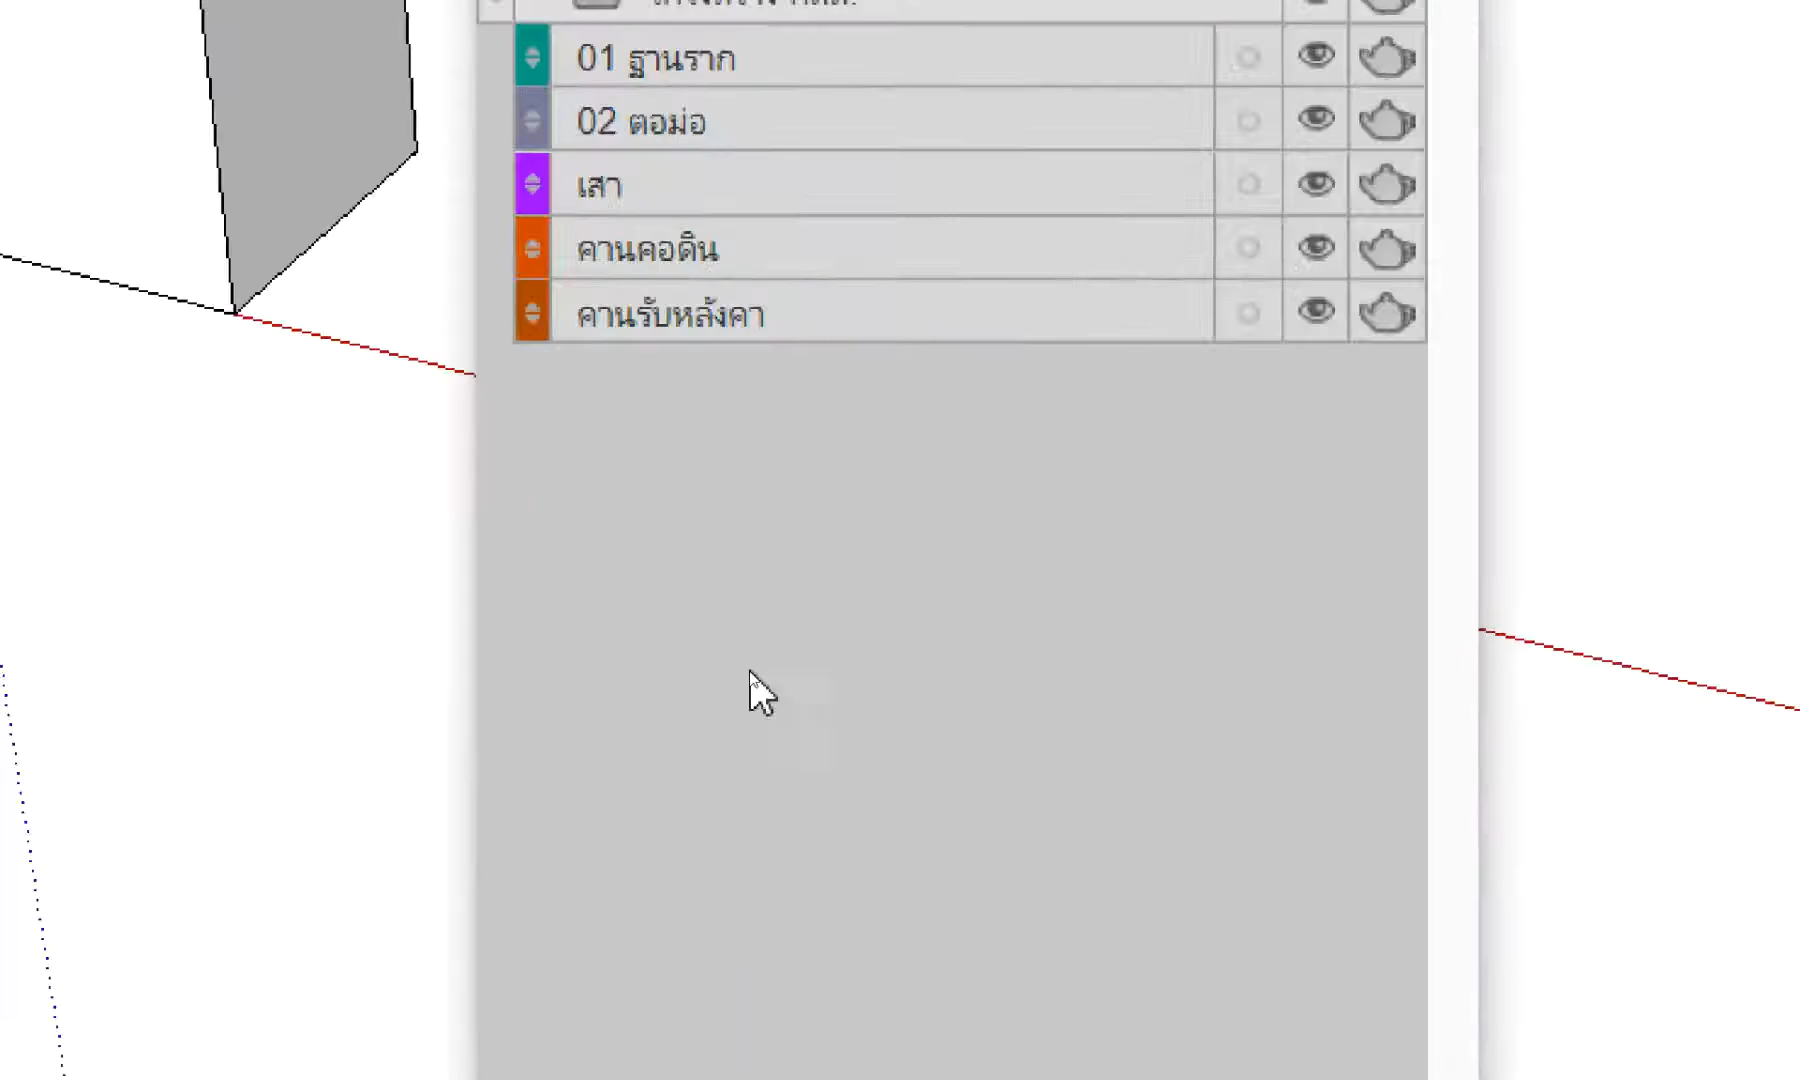 01 ฐานราก
02 ตอม่อ
เสา
คานคอดิน
คานรับหลังคา